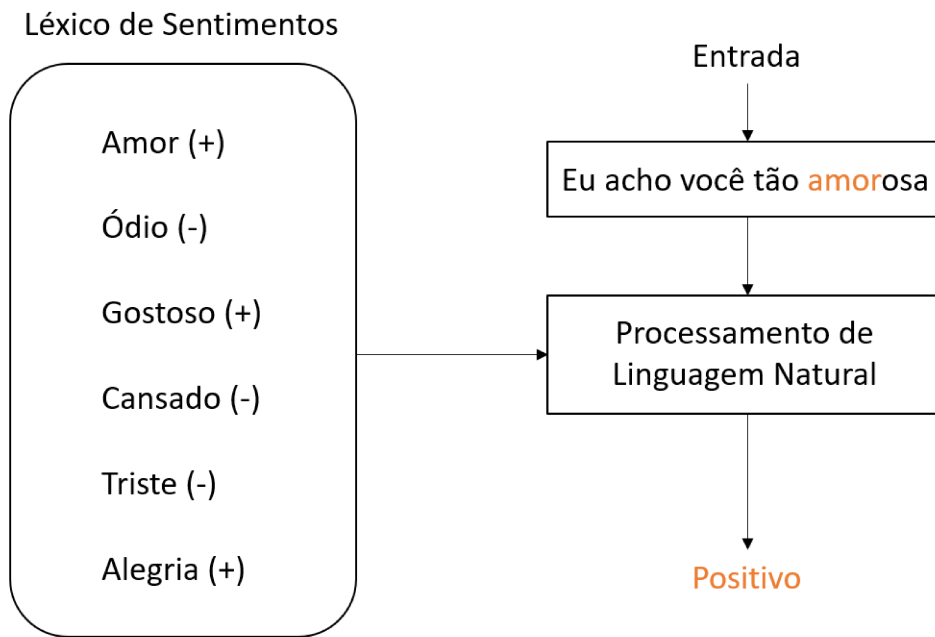 Léxico de Sentimentos
Amor (+)
Ódio (-)
Gostoso (+)
Cansado (-)
Triste (-)
Alegria (+)
Entrada
Eu acho você tão amorosa
Processamento de
Linguagem Natural
Positivo